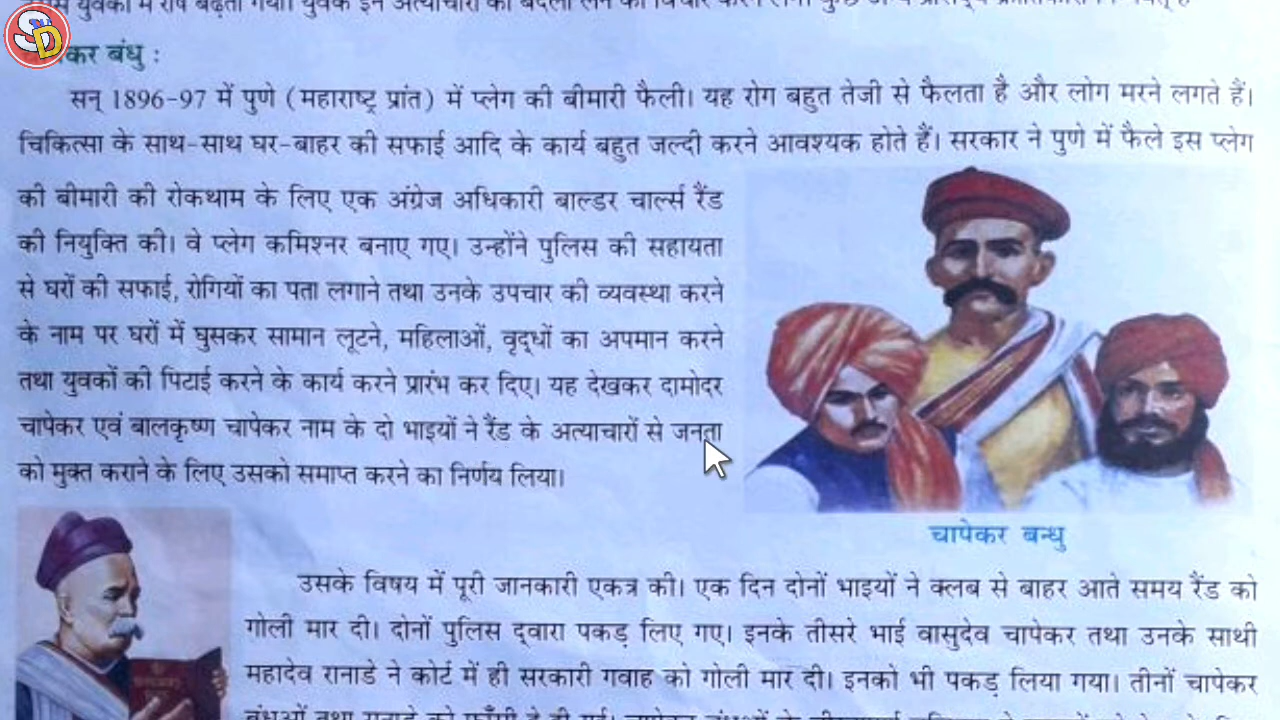 SD
कर बंधु :
सन् 1896-97 में पुणे (महाराष्ट्र प्रांत) में प्लेग की बीमारी फैली। यह रोग बहुत तेजी से फैलता है और लोग मरने लगते हैं।
चिकित्सा के साथ-साथ घर-बाहर की सफाई आदि के कार्य बहुत जल्दी करने आवश्यक होते हैं। सरकार ने पुणे में फैले इस प्लेग
की बीमारी की रोकथाम के लिए एक अंग्रेज अधिकारी बाल्डर चार्ल्स रैंड
की नियुक्ति की। वे प्लेग कमिश्नर बनाए गए। उन्होंने पुलिस की सहायता
से घरों की सफाई, रोगियों का पता लगाने तथा उनके उपचार की व्यवस्था करने
के नाम पर घरों में घुसकर सामान लूटने, महिलाओं, वृद्धों का अपमान करने
तथा युवकों की पिटाई करने के कार्य करने प्रारंभ कर दिए। यह देखकर दामोदर
चापेकर एवं बालकृष्ण चापेकर नाम के दो भाइयों ने रैंड के अत्याचारों से जनता
को मुक्त कराने के लिए उसको समाप्त करने का निर्णय लिया।
चापेकर बन्धु
उसके विषय में पूरी जानकारी एकत्र की। एक दिन दोनों भाइयों ने क्लब से बाहर आते समय रैंड को
गोली मार दी। दोनों पुलिस द्वारा पकड़ लिए गए। इनके तीसरे भाई वासुदेव चापेकर तथा उनके साथी
महादेव रानाडे ने कोर्ट में ही सरकारी गवाह को गोली मार दी। इनको भी पकड़ लिया गया। तीनों चापेकर